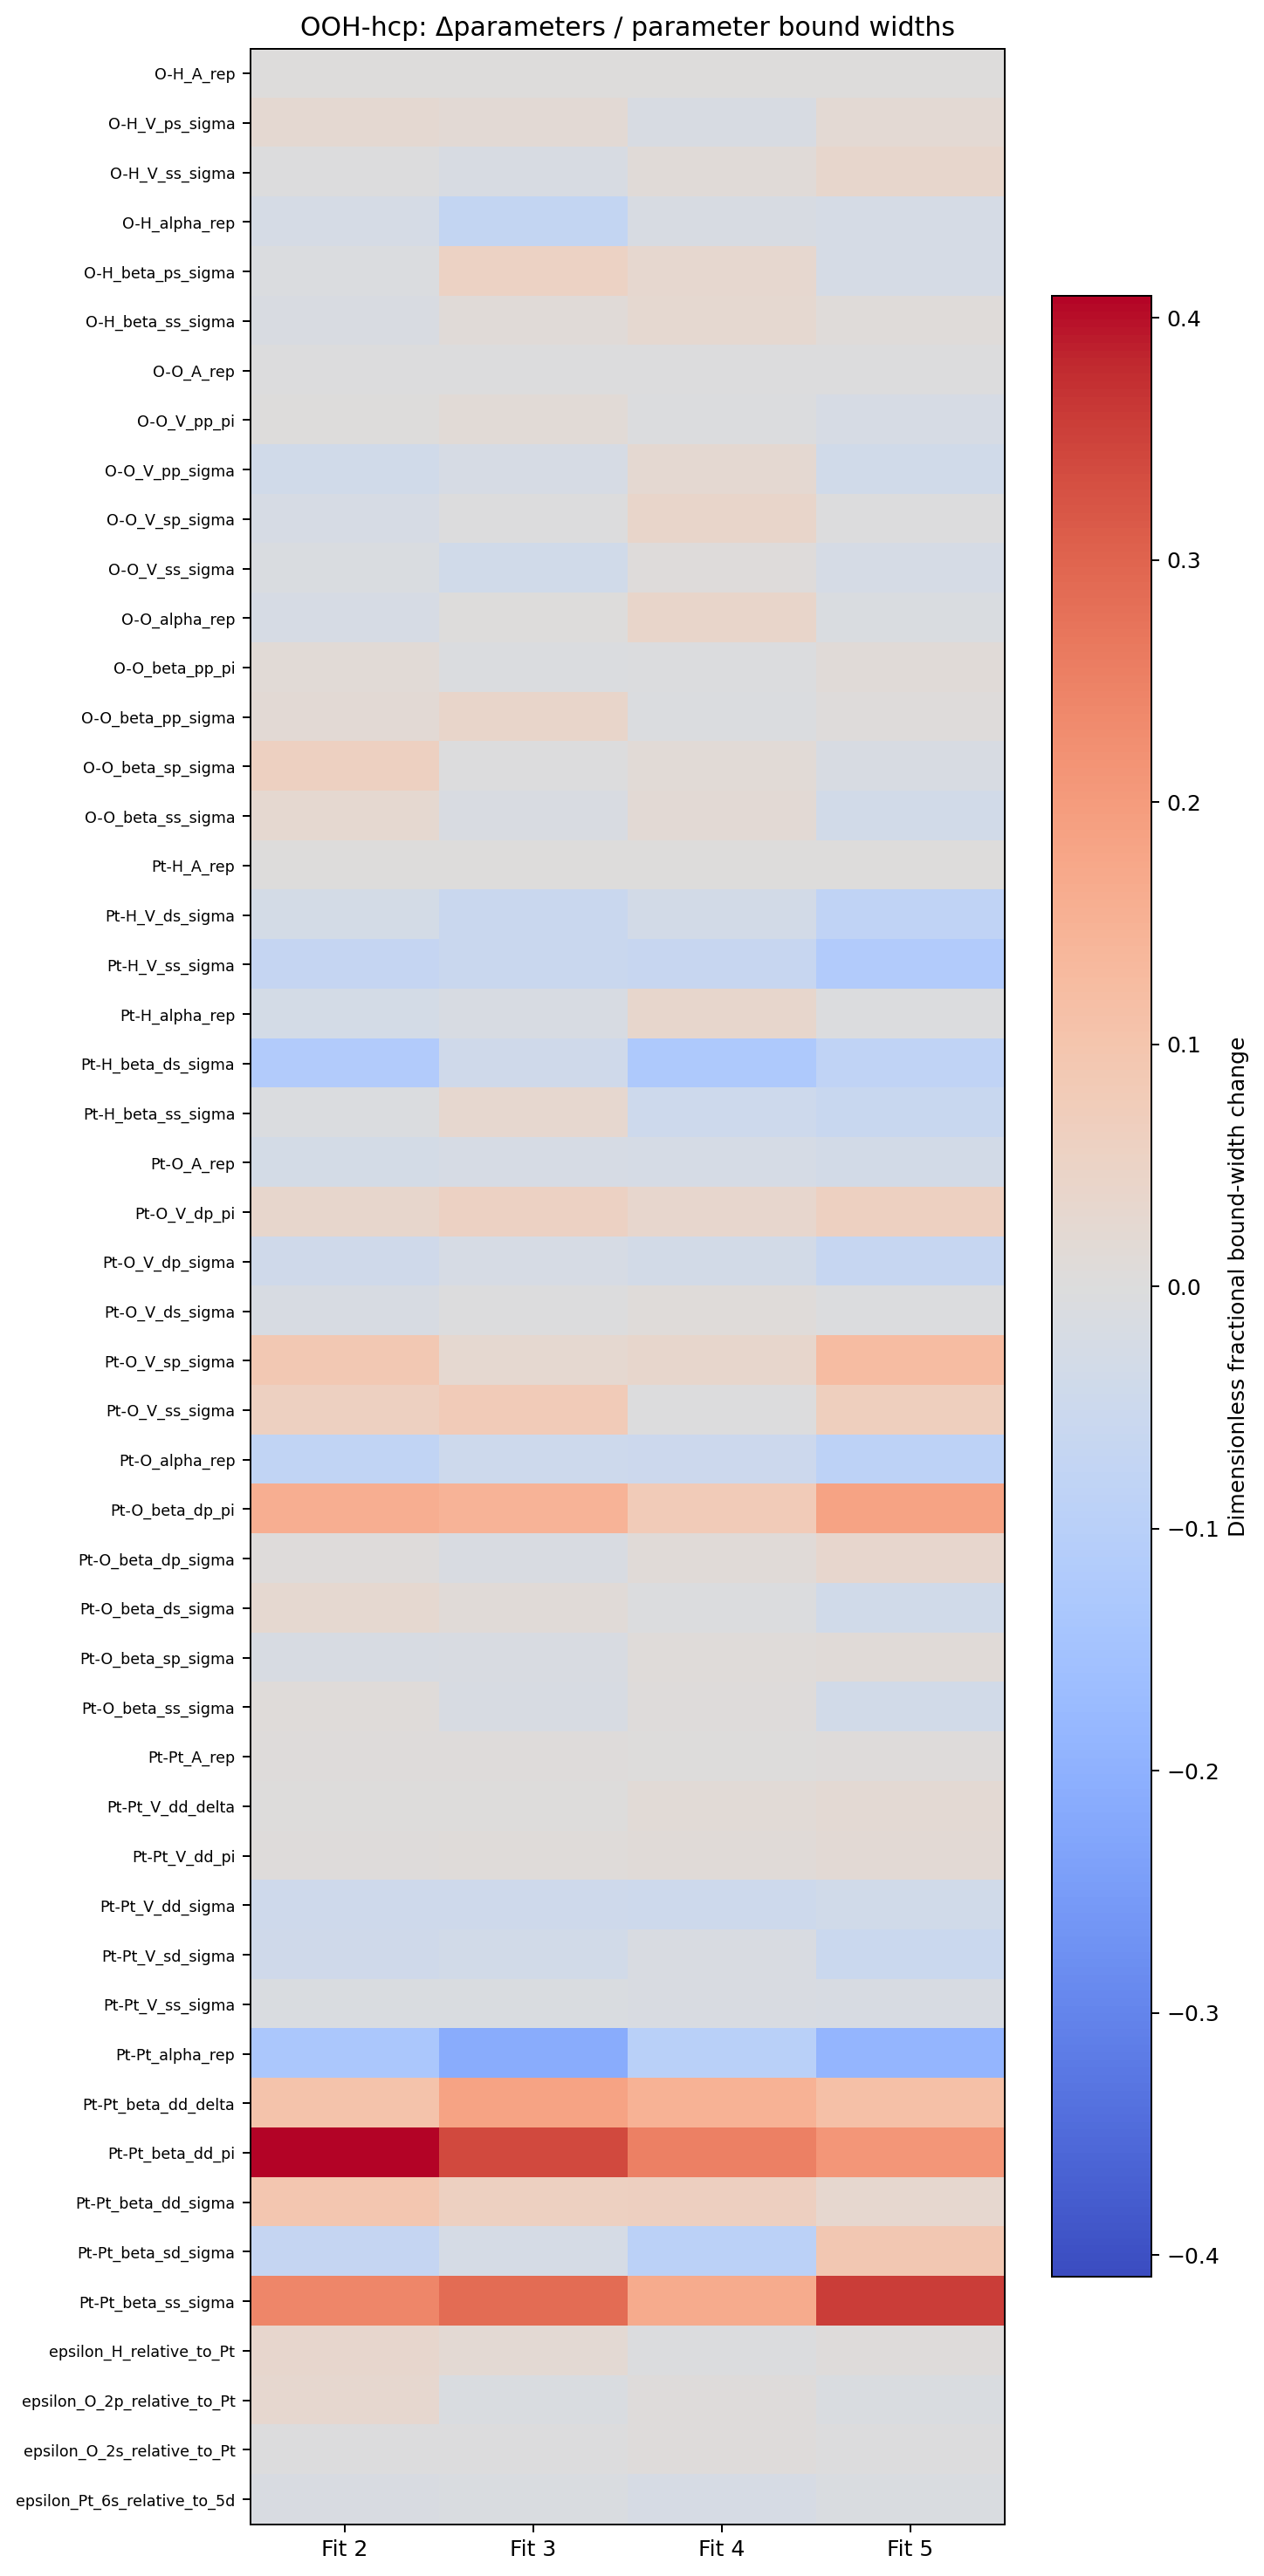 OOH-hcp: Δparameters / parameter bound widths
O-H_A_rep
O-H_V_ps_sigma
O-H_V_ss_sigma
O-H_alpha_rep
O-H_beta_ps_sigma
O-H_beta_ss_sigma
O-O_A_rep
O-O_V_pp_pi
O-O_V_pp_sigma
O-O_V_sp_sigma
O-O_V_ss_sigma
O-O_alpha_rep
O-O_beta_pp_pi
O-O_beta_pp_sigma
O-O_beta_sp_sigma
O-O_beta_ss_sigma
Pt-H_A_rep
Pt-H_V_ds_sigma
Pt-H_V_ss_sigma
Pt-H_alpha_rep
Pt-H_beta_ds_sigma
Pt-H_beta_ss_sigma
Pt-O_A_rep
Pt-O_V_dp_pi
Pt-O_V_dp_sigma
Pt-O_V_ds_sigma
Pt-O_V_sp_sigma
Pt-O_V_ss_sigma
Pt-O_alpha_rep
Pt-O_beta_dp_pi
Pt-O_beta_dp_sigma
Pt-O_beta_ds_sigma
Pt-O_beta_sp_sigma
Pt-O_beta_ss_sigma
Pt-Pt_A_rep
Pt-Pt_V_dd_delta
Pt-Pt_V_dd_pi
Pt-Pt_V_dd_sigma
Pt-Pt_V_sd_sigma
Pt-Pt_V_ss_sigma
Pt-Pt_alpha_rep
Pt-Pt_beta_dd_delta
Pt-Pt_beta_dd_pi
Pt-Pt_beta_dd_sigma
Pt-Pt_beta_sd_sigma
Pt-Pt_beta_ss_sigma
epsilon_H_relative_to_Pt
epsilon_O_2p_relative_to_Pt
epsilon_O_2s_relative_to_Pt
epsilon_Pt_6s_relative_to_5d
Fit 2 Fit 3 Fit 4 Fit 5
0.4
0.3
0.2
0.1
0.0
−0.1
−0.2
−0.3
−0.4
Dimensionless fractional bound-width change